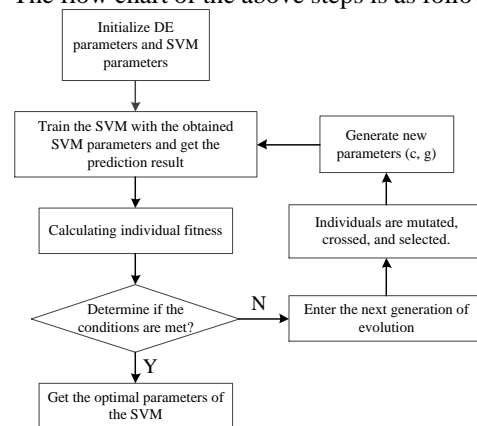 The flow chart of the above steps is as follo
Initialize DE
parameters and SVM
parameters
Train the SVM with the obtained
SVM parameters and get the
prediction result
Generate new
parameters (c, g)
Calculating individual fitness
Individuals are mutated,
crossed, and selected.
Determine if the
conditions are met?
N
Enter the next generation of
evolution
Y
Get the optimal parameters of
the SVM